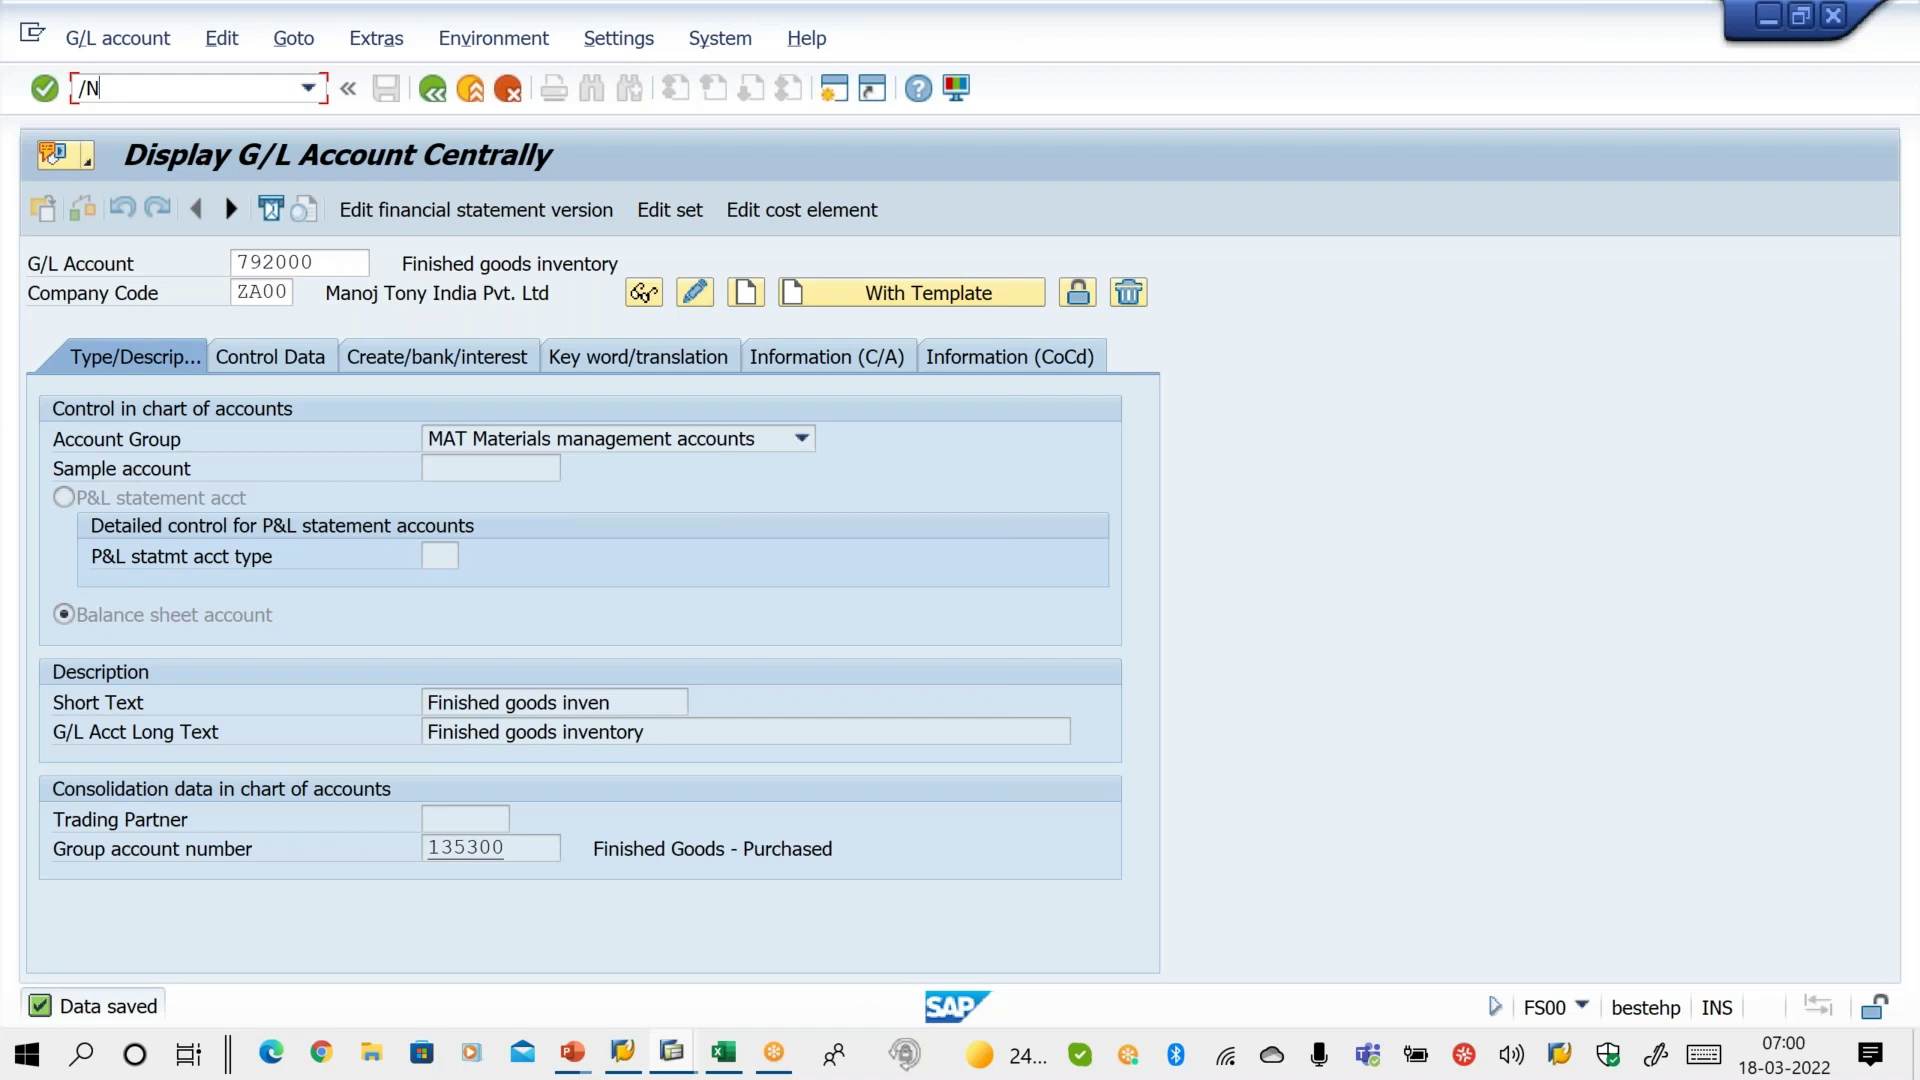 G/L account Edit Goto Extras Environment Settings System Help
/N
Display G/L Account Centrally
Edit financial statement version Edit set Edit cost element
G/L Account 792000 Finished goods inventory
Company Code ZA00 Manoj Tony India Pvt. Ltd With Template
Type/Descrip... Control Data Create/bank/interest Key word/translation Information (C/A) Information (CoCd)
Control in chart of accounts
Account Group MAT Materials management accounts
Sample account
P&L statement acct
Detailed control for P&L statement accounts
P&L statmt acct type
Balance sheet account
Description
Short Text Finished goods inven
G/L Acct Long Text Finished goods inventory
Consolidation data in chart of accounts
Trading Partner
Group account number 135300 Finished Goods - Purchased
Data saved SAP FS00 bestehp INS
24... 07:00
18-03-2022